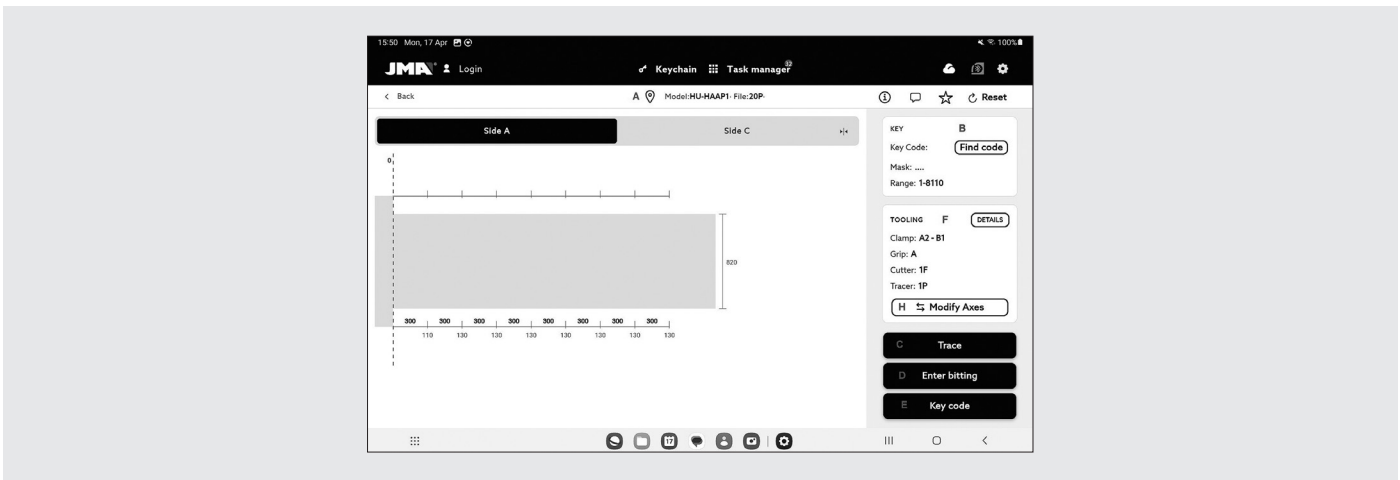 15:50 Mon, 17 Apr 100%
JMA Login Keychain Task manager 32
Back A Model:HU-HAAP1· File:20P· Reset
Side A Side C
KEY B
Key Code: Find code
Mask: ....
Range: 1-8110
0
820
300 300 300 300 300 300 300 300
110 130 130 130 130 130 130 130
TOOLING F DETAILS
Clamp: A2 - B1
Grip: A
Cutter: 1F
Tracer: 1P
H Modify Axes
C Trace
D Enter bitting
E Key code
17